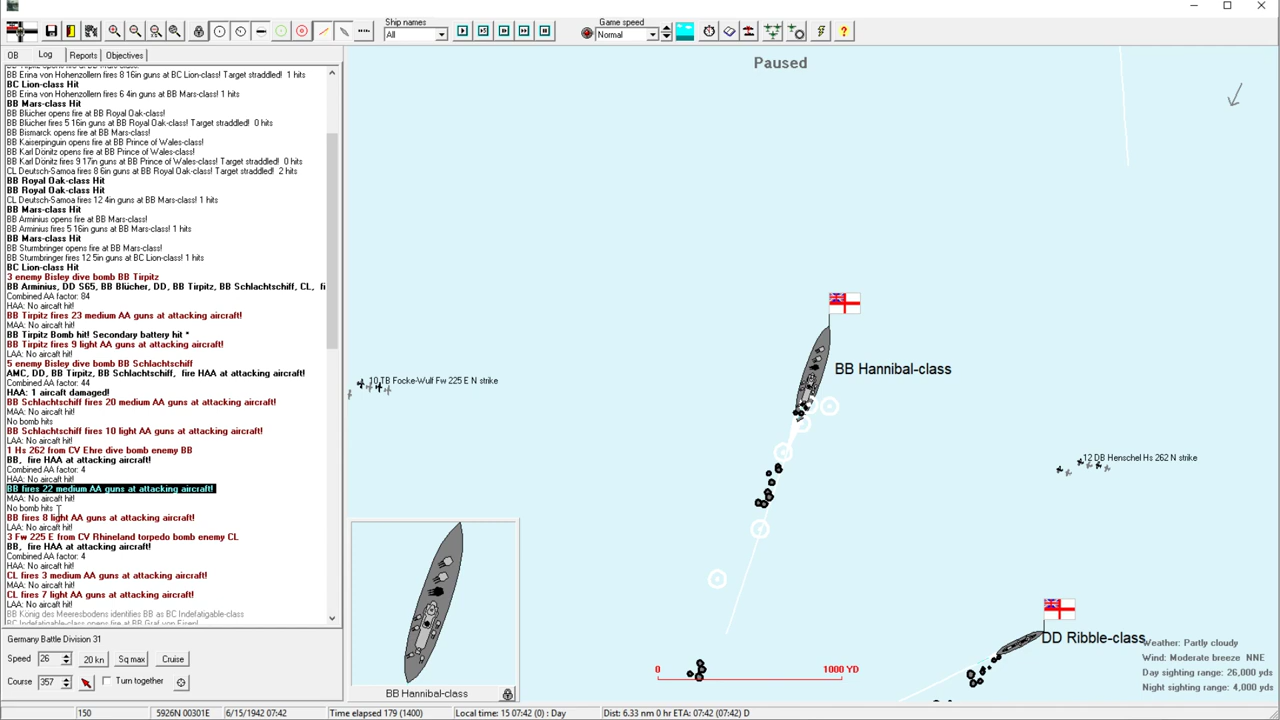 Ship names
Game speed
All
Normal
OB Log Reports Objectives
BB Erina von Hohenzollern fires 8 16in guns at BC Lion-class! Target straddled! 1 hits
BC Lion-class Hit
BB Erina von Hohenzollern fires 6 4in guns at BB Mars-class! 1 hits
BB Mars-class Hit
BB Blücher opens fire at BB Royal Oak-class!
BB Blücher fires 5 16in guns at BB Royal Oak-class! Target straddled! 0 hits
BB Bismarck opens fire at BB Mars-class!
BB Kaiserpinguin opens fire at BB Prince of Wales-class!
BB Karl Dönitz opens fire at BB Prince of Wales-class!
BB Karl Dönitz fires 9 17in guns at BB Prince of Wales-class! Target straddled! 0 hits
CL Deutsch-Samoa fires 8 6in guns at BB Royal Oak-class! Target straddled! 2 hits
BB Royal Oak-class Hit
BB Royal Oak-class Hit
CL Deutsch-Samoa fires 12 4in guns at BB Mars-class! 1 hits
BB Mars-class Hit
BB Arminius opens fire at BB Mars-class!
BB Arminius fires 5 16in guns at BB Mars-class! 1 hits
BB Mars-class Hit
BB Sturmbringer opens fire at BB Mars-class!
BB Sturmbringer fires 12 5in guns at BC Lion-class! 1 hits
BC Lion-class Hit
3 enemy Bisley dive bomb BB Tirpitz
BB Arminius, DD S65, BB Blücher, DD, BB Tirpitz, BB Schlachtschiff, CL, fi
Combined AA factor: 84
HAA: No aircaft hit!
BB Tirpitz fires 23 medium AA guns at attacking aircraft!
MAA: No aircaft hit!
BB Tirpitz Bomb hit! Secondary battery hit *
BB Tirpitz fires 9 light AA guns at attacking aircraft!
LAA: No aircaft hit!
5 enemy Bisley dive bomb BB Schlachtschiff
AMC, DD, BB Tirpitz, BB Schlachtschiff, fire HAA at attacking aircraft!
Combined AA factor: 44
HAA: 1 aircaft damaged!
BB Schlachtschiff fires 20 medium AA guns at attacking aircraft!
MAA: No aircaft hit!
No bomb hits
BB Schlachtschiff fires 10 light AA guns at attacking aircraft!
LAA: No aircaft hit!
1 Hs 262 from CV Ehre dive bomb enemy BB
BB, fire HAA at attacking aircraft!
Combined AA factor: 4
HAA: No aircaft hit!
BB fires 22 medium AA guns at attacking aircraft!
MAA: No aircaft hit!
No bomb hits
BB fires 8 light AA guns at attacking aircraft!
LAA: No aircaft hit!
3 Fw 225 E from CV Rhineland torpedo bomb enemy CL
BB, fire HAA at attacking aircraft!
Combined AA factor: 4
HAA: No aircaft hit!
CL fires 3 medium AA guns at attacking aircraft!
MAA: No aircaft hit!
CL fires 7 light AA guns at attacking aircraft!
LAA: No aircaft hit!
BB König des Meeresbodens identifies BB as BC Indefatigable-class
Germany Battle Division 31
Speed 26 20 kn Sq max Cruise
Course 357 Turn together
Paused
BB Hannibal-class
10 TB Focke-Wulf Fw 225 E N strike
12 DB Henschel Hs 262 N strike
DD Ribble-class
0 1000 YD
BB Hannibal-class
Weather: Partly cloudy
Wind: Moderate breeze NNE
Day sighting range: 26,000 yds
Night sighting range: 4,000 yds
150 5926N 00301E 6/15/1942 07:42 Time elapsed 179 (1400) Local time: 15 07:42 (0) : Day Dist: 6.33 nm 0 hr ETA: 07:42 (07:42) D